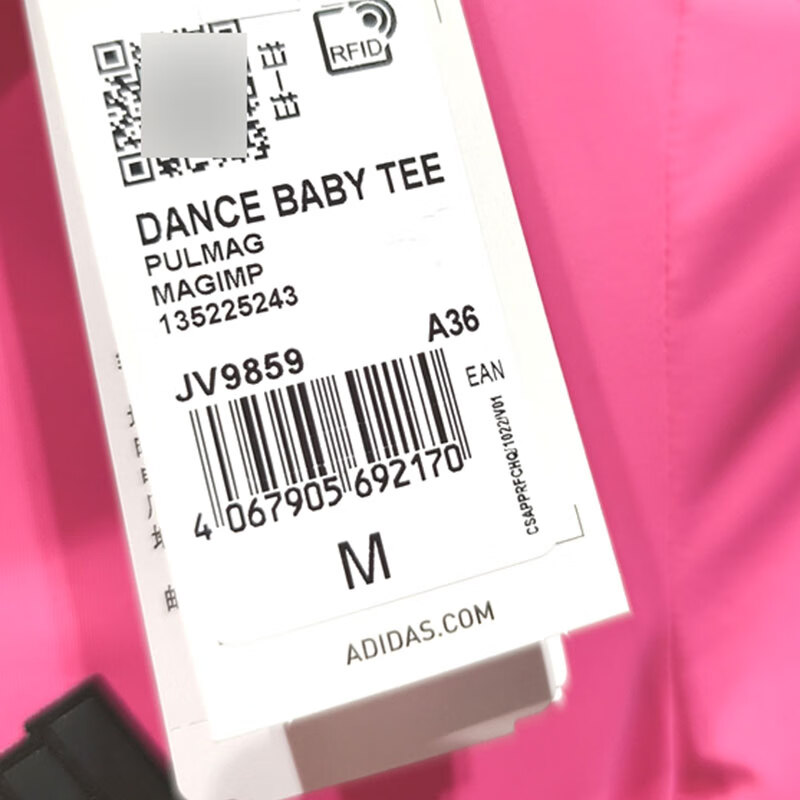 RFID
DANCE BABY TEE
PULMAG
MAGIMP
135225243
JV9859
A36
EAN
4 067905 692170
CSAPPRFCHQ/1022/V01
M
ADIDAS.COM